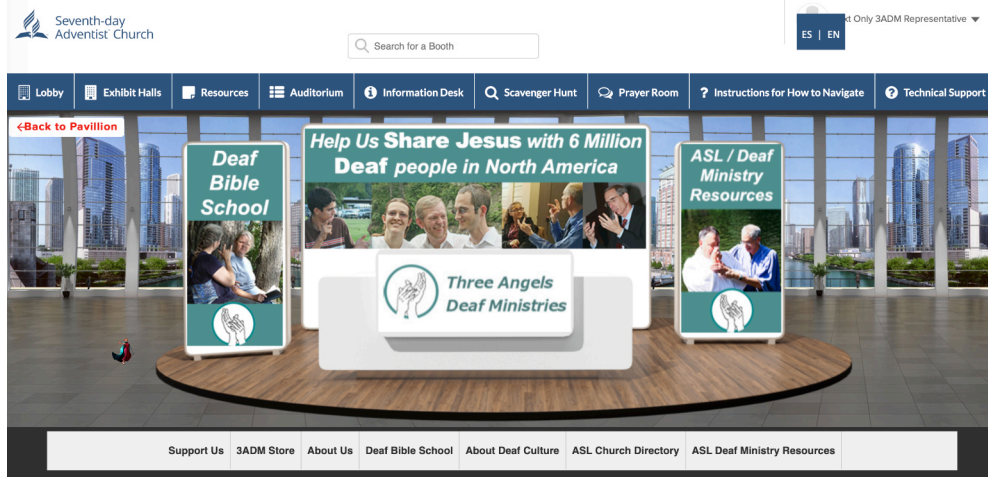 Seventh-day
Adventist Church
Search for a Booth
xt Only 3ADM Representative
ES | EN
Lobby
Exhibit Halls
Resources
Auditorium
Information Desk
Scavenger Hunt
Prayer Room
Instructions for How to Navigate
Technical Support
Back to Pavillion
Deaf
Bible
School
Help Us Share Jesus with 6 Million
Deaf people in North America
Three Angels
Deaf Ministries
ASL / Deaf
Ministry
Resources
Support Us
3ADM Store
About Us
Deaf Bible School
About Deaf Culture
ASL Church Directory
ASL Deaf Ministry Resources